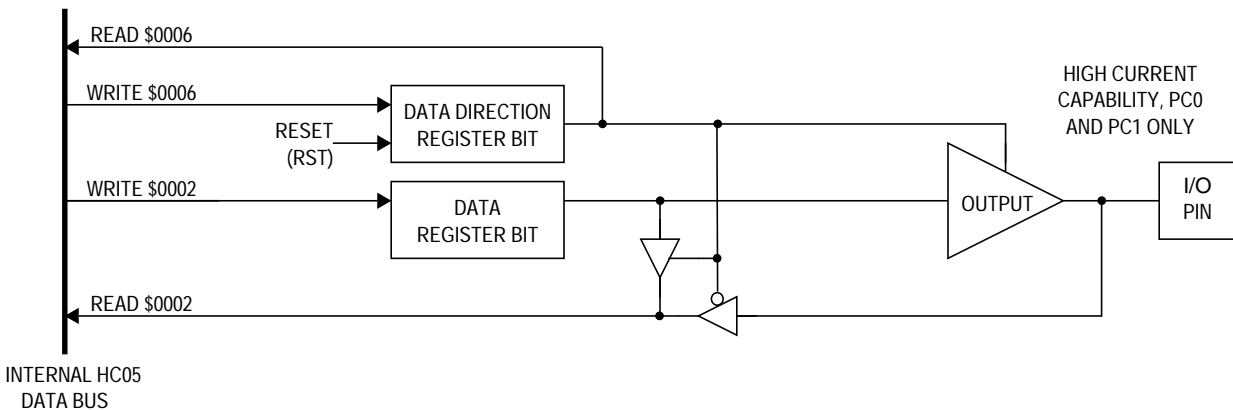 READ $0006
WRITE $0006
HIGH CURRENT
CAPABILITY, PC0
AND PC1 ONLY
DATA DIRECTION
REGISTER BIT
RESET
(RST)
WRITE $0002
DATA
REGISTER BIT
OUTPUT
I/O
PIN
READ $0002
INTERNAL HC05
DATA BUS